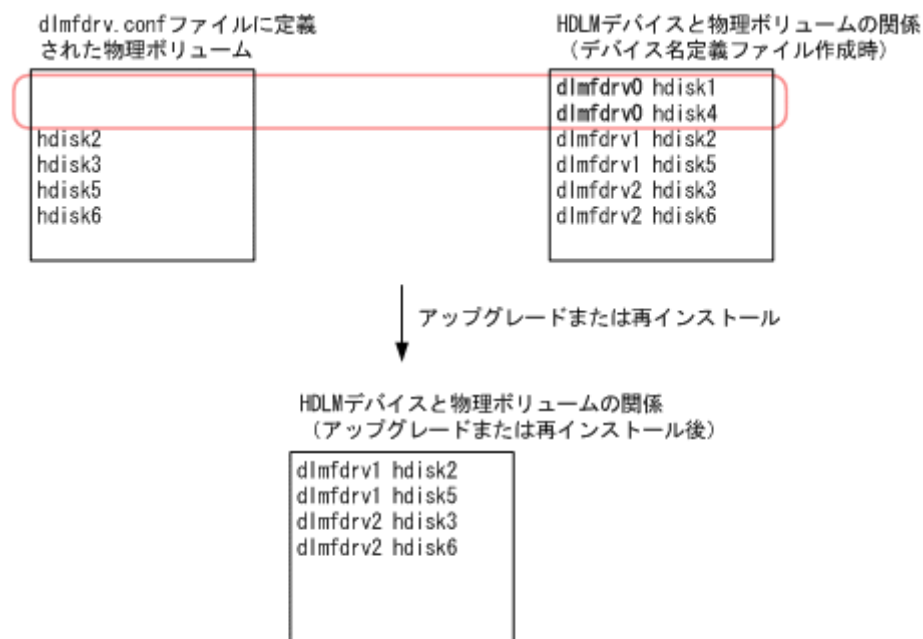 dlmfdrv.confファイルに定義
された物理ボリューム
hdisk2
hdisk3
hdisk5
hdisk6
HDLMデバイスと物理ボリュームの関係
（デバイス名定義ファイル作成時）
dlmfdrv0 hdisk1
dlmfdrv0 hdisk4
dlmfdrv1 hdisk2
dlmfdrv1 hdisk5
dlmfdrv2 hdisk3
dlmfdrv2 hdisk6
アップグレードまたは再インストール
HDLMデバイスと物理ボリュームの関係
（アップグレードまたは再インストール後）
dlmfdrv1 hdisk2
dlmfdrv1 hdisk5
dlmfdrv2 hdisk3
dlmfdrv2 hdisk6